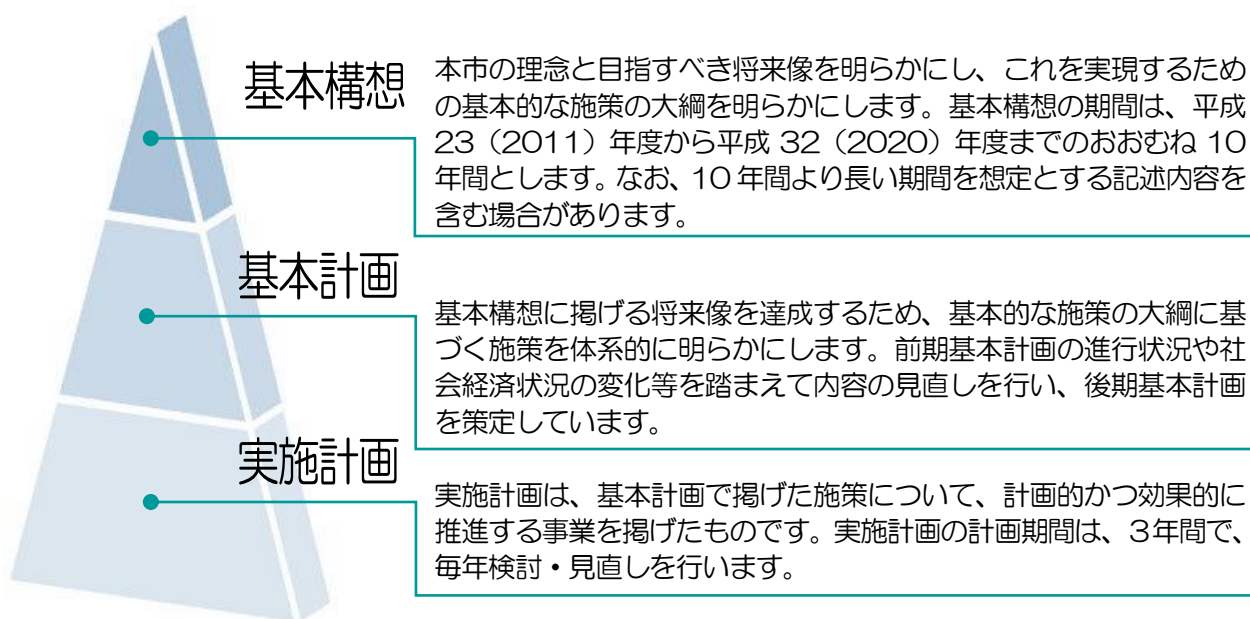 基本構想
本市の理念と目指すべき将来像を明らかにし、これを実現するため
の基本的な施策の大綱を明らかにします。基本構想の期間は、平成
23（2011）年度から平成 32（2020）年度までのおおむね 10
年間とします。なお、10 年間より長い期間を想定とする記述内容を
含む場合があります。
基本計画
基本構想に掲げる将来像を達成するため、基本的な施策の大綱に基
づく施策を体系的に明らかにします。前期基本計画の進行状況や社
会経済状況の変化等を踏まえて内容の見直しを行い、後期基本計画
を策定しています。
実施計画
実施計画は、基本計画で掲げた施策について、計画的かつ効果的に
推進する事業を掲げたものです。実施計画の計画期間は、３年間で、
毎年検討・見直しを行います。